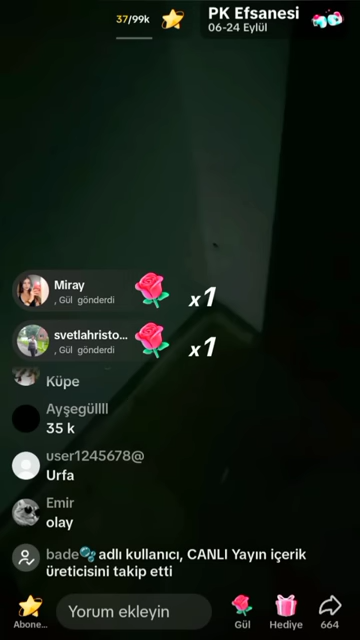 37/99k
PK Efsanesi
06-24 Eylül
Miray
, Gül gönderdi
x1
svetlahristo...
, Gül gönderdi
x1
Küpe
Ayşegüllll
35 k
user1245678@
Urfa
Emir
olay
bade🫧 adlı kullanıcı, CANLI Yayın içerik
üreticisini takip etti
Abone...
Yorum ekleyin
Gül
Hediye
664